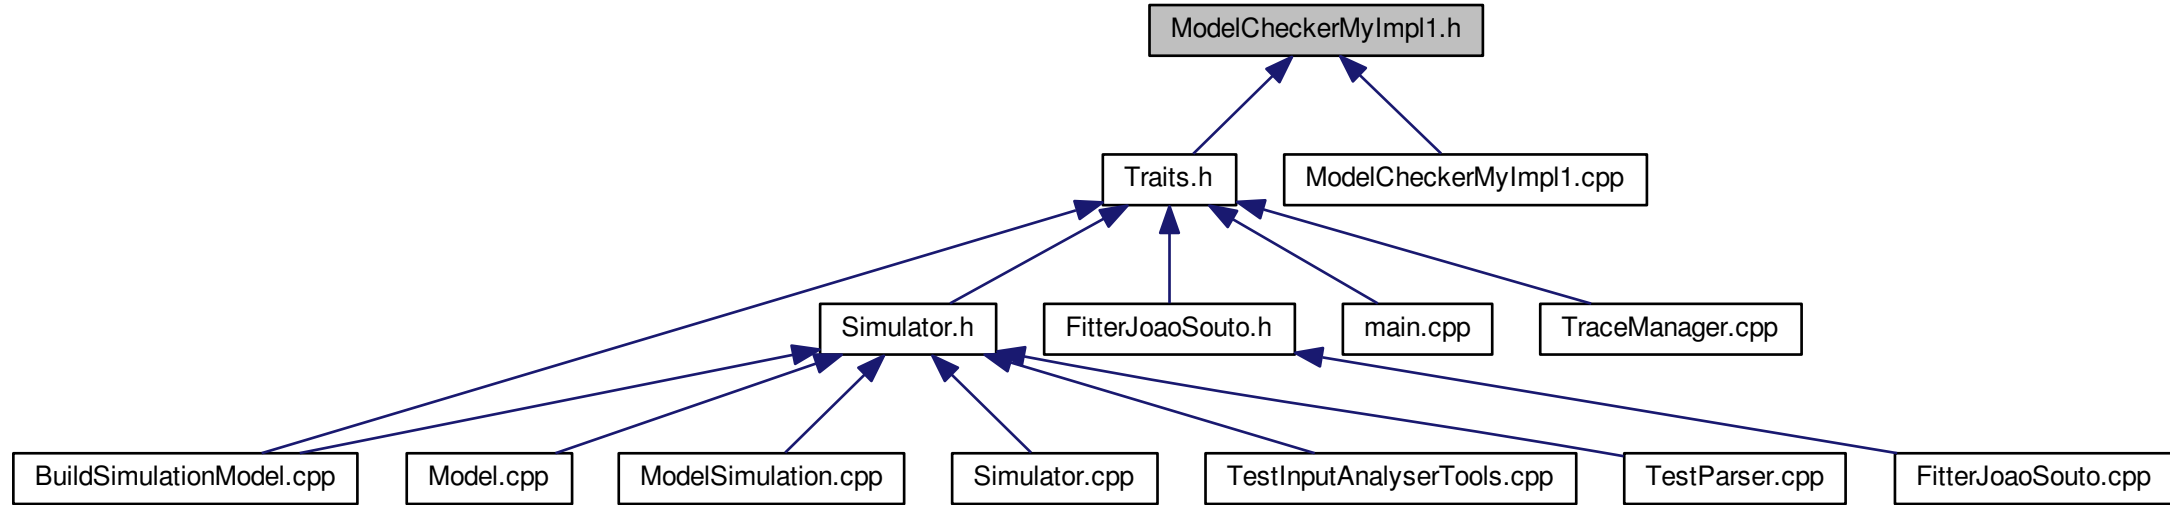 ModelCheckerMyImpl1.h
Traits.h
ModelCheckerMyImpl1.cpp
Simulator.h
FitterJoaoSouto.h
main.cpp
TraceManager.cpp
BuildSimulationModel.cpp
Model.cpp
ModelSimulation.cpp
Simulator.cpp
TestInputAnalyserTools.cpp
TestParser.cpp
FitterJoaoSouto.cpp